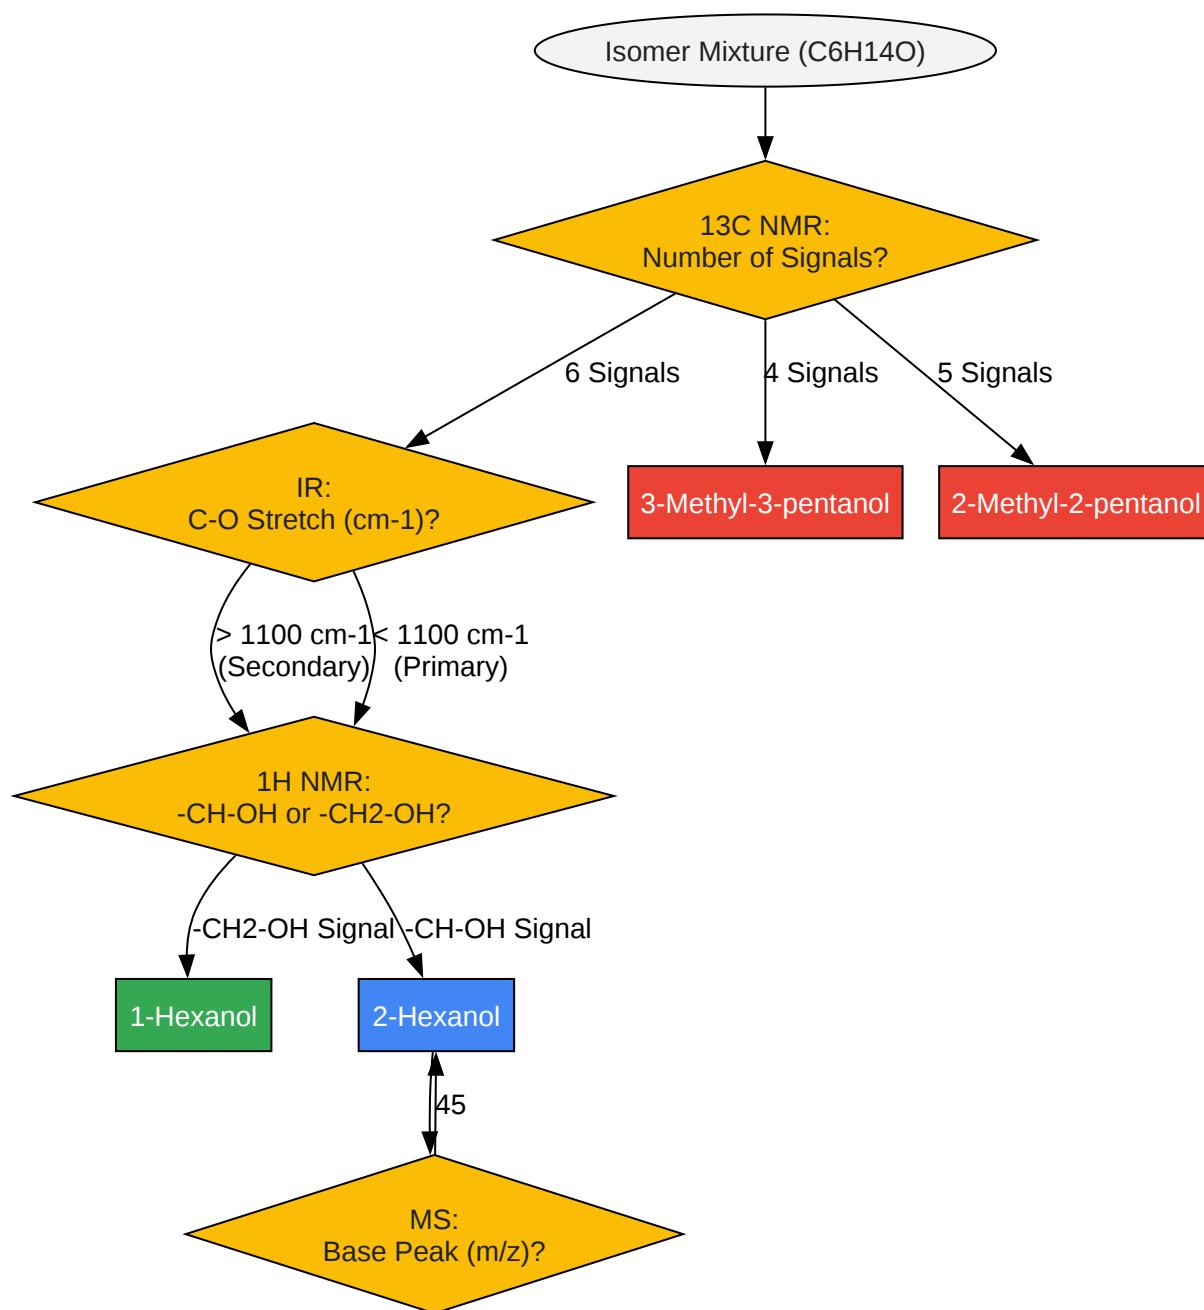 Isomer Mixture (C6H14O)
13C NMR:
Number of Signals?
6 Signals
4 Signals
5 Signals
IR:
C-O Stretch (cm-1)?
3-Methyl-3-pentanol
2-Methyl-2-pentanol
> 1100 cm-1
(Secondary)
< 1100 cm-1
(Primary)
1H NMR:
-CH-OH or -CH2-OH?
-CH2-OH Signal
-CH-OH Signal
1-Hexanol
2-Hexanol
45
MS:
Base Peak (m/z)?